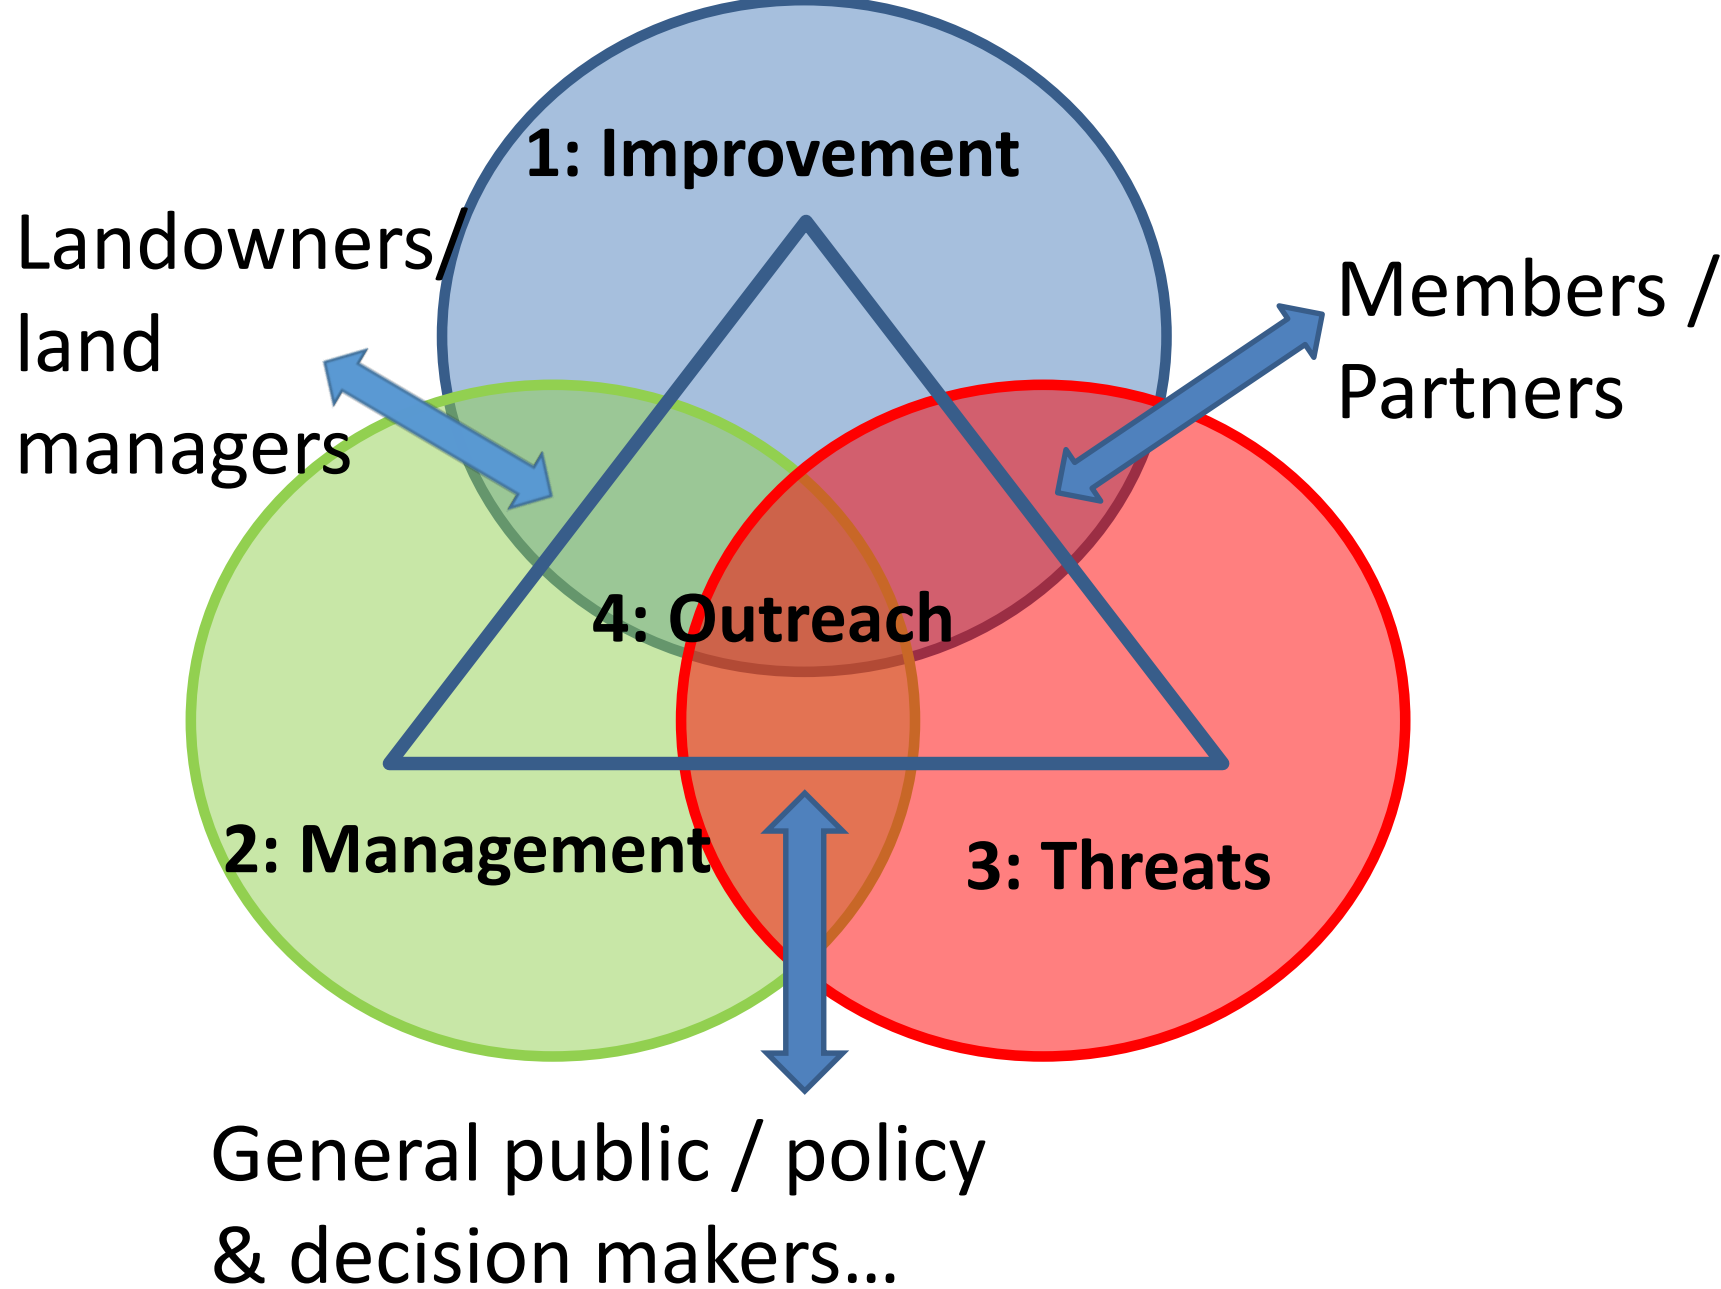 1: Improvement
Landowners/
land
managers
Members /
Partners
4: Outreach
2: Management
3: Threats
General public / policy
& decision makers...